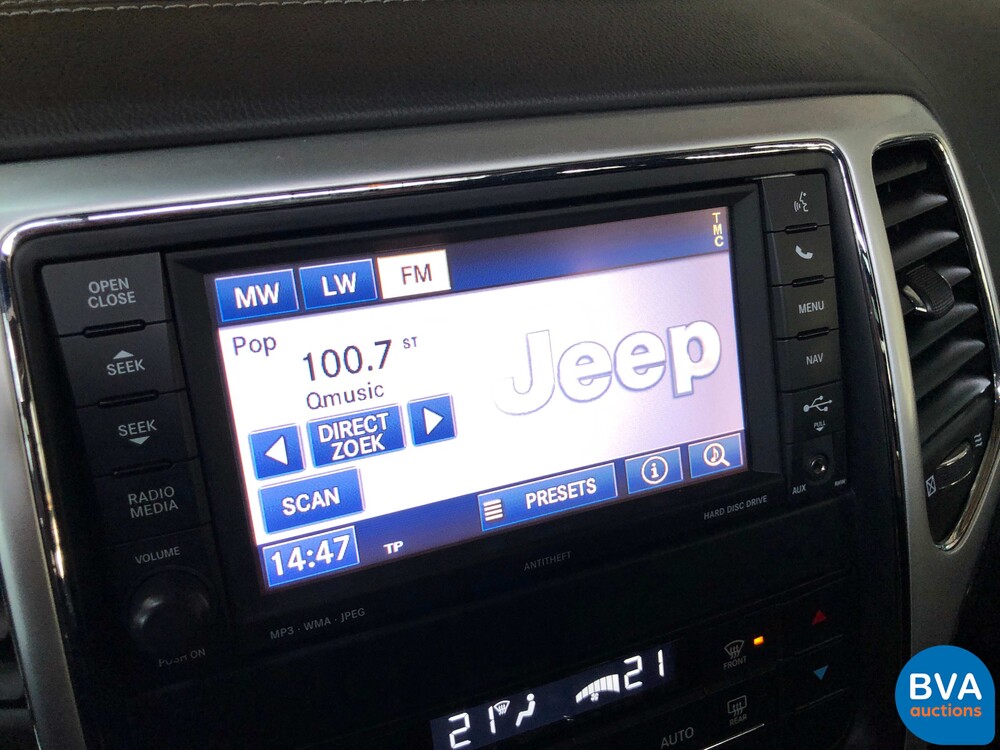 OPEN
CLOSE
SEEK
SEEK
RADIO
MEDIA
VOLUME
PUSH ON
MW LW FM
TMC
Pop
100.7 ST
Qmusic
DIRECT
ZOEK
SCAN
Jeep
PRESETS
14:47 TP
MENU
NAV
PULL
AUX
HARD DISC DRIVE
ANTITHEFT
MP3 · WMA · JPEG
21 21
FRONT
REAR
AUTO
BVA
auctions